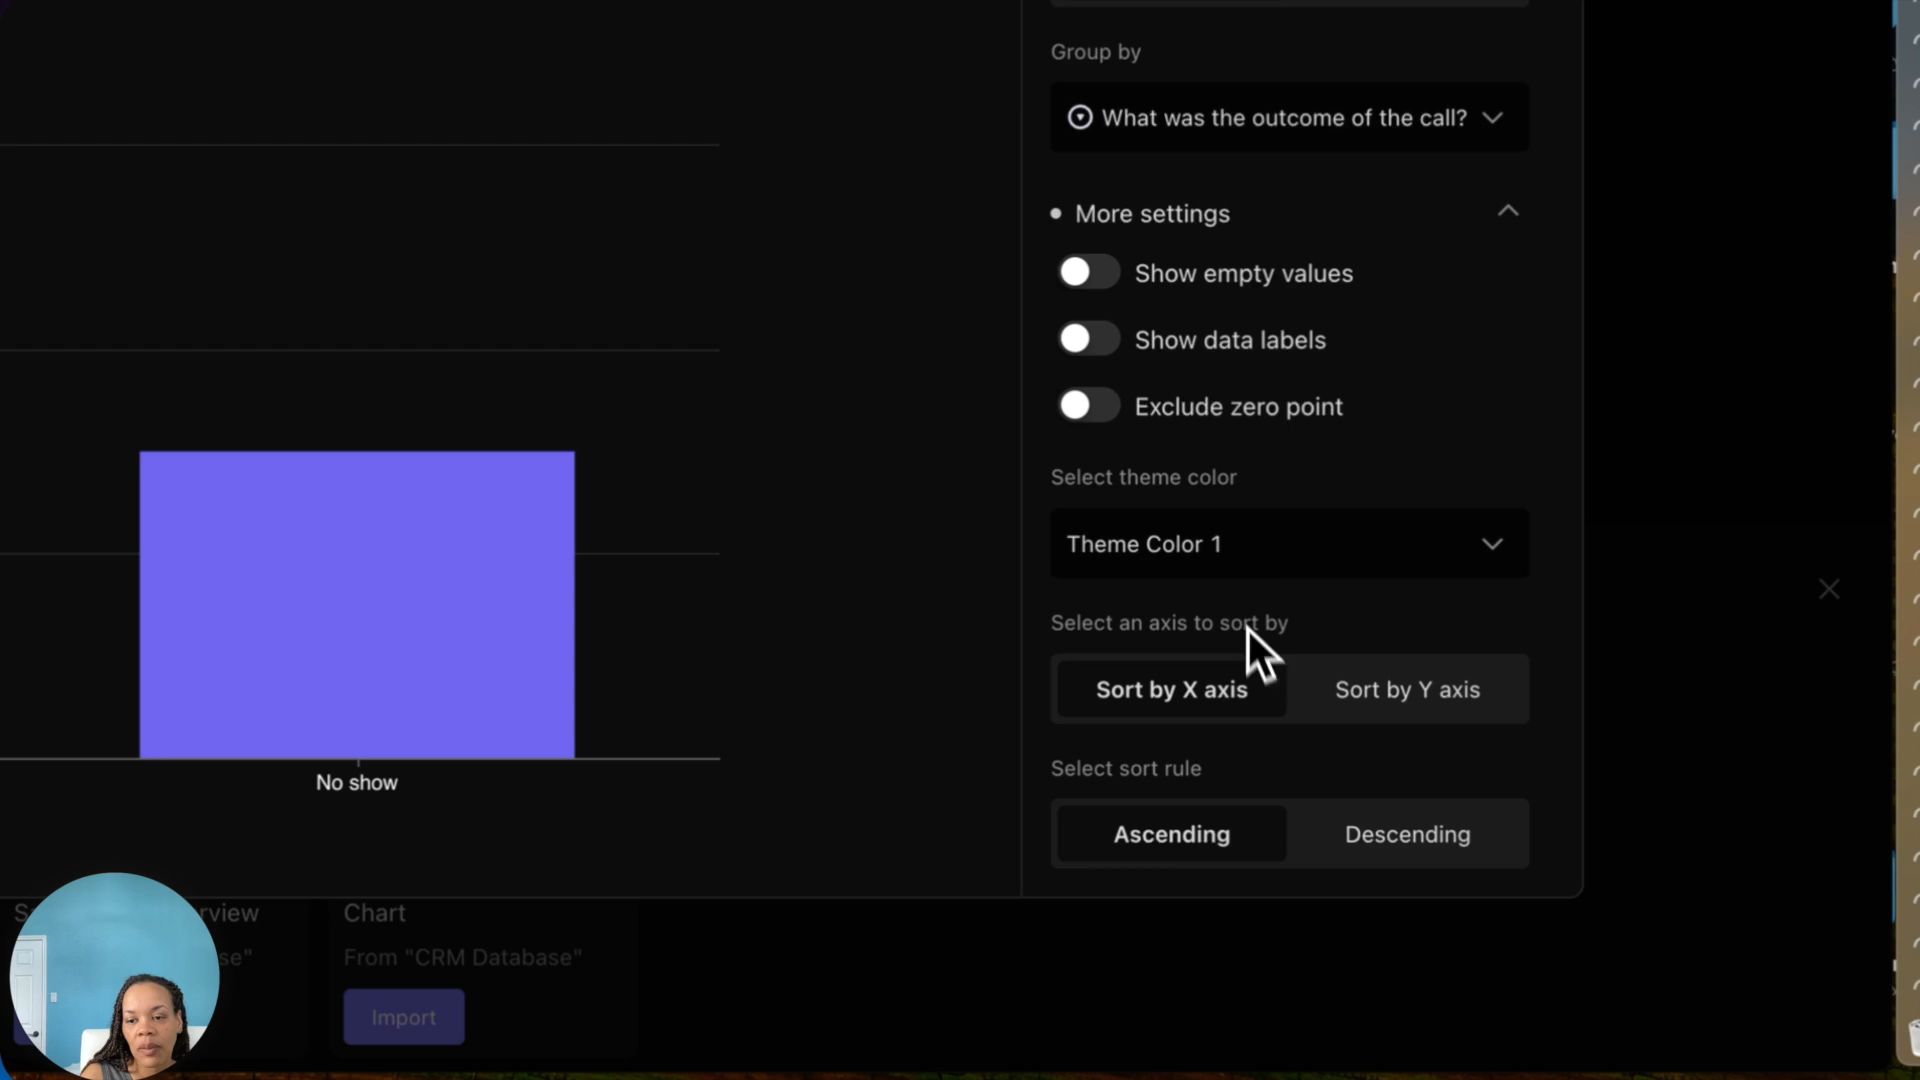 Group by
What was the outcome of the call?
More settings
Show empty values
Show data labels
Exclude zero point
Select theme color
Theme Color 1
Select an axis to sort by
Sort by X axis
Sort by Y axis
Select sort rule
Ascending
Descending
No show
Chart
From "CRM Database"
Import